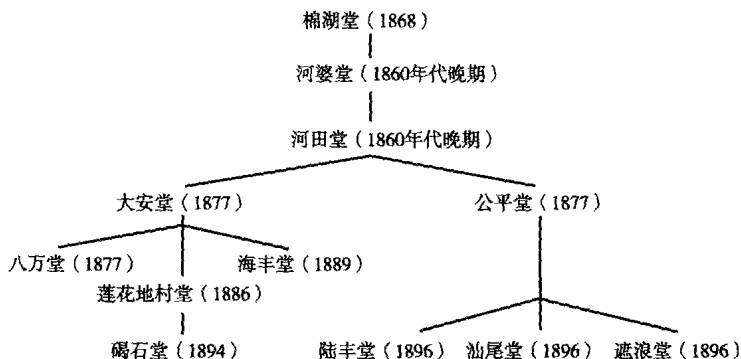 棉湖堂（1868）
河婆堂（1860年代晚期）
河田堂（1860年代晚期）
大安堂（1877） 公平堂（1877）
八万堂（1877） 海丰堂（1889）
莲花地村堂（1886）
碣石堂（1894） 陆丰堂（1896） 汕尾堂（1896） 遮浪堂（1896）